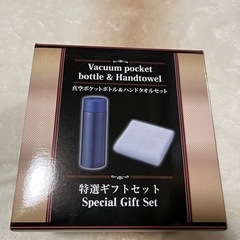 Vacuum pocket
bottle & Handtowel
真空ポケットボトル&ハンドタオルセット
特選ギフトセット
Special Gift Set